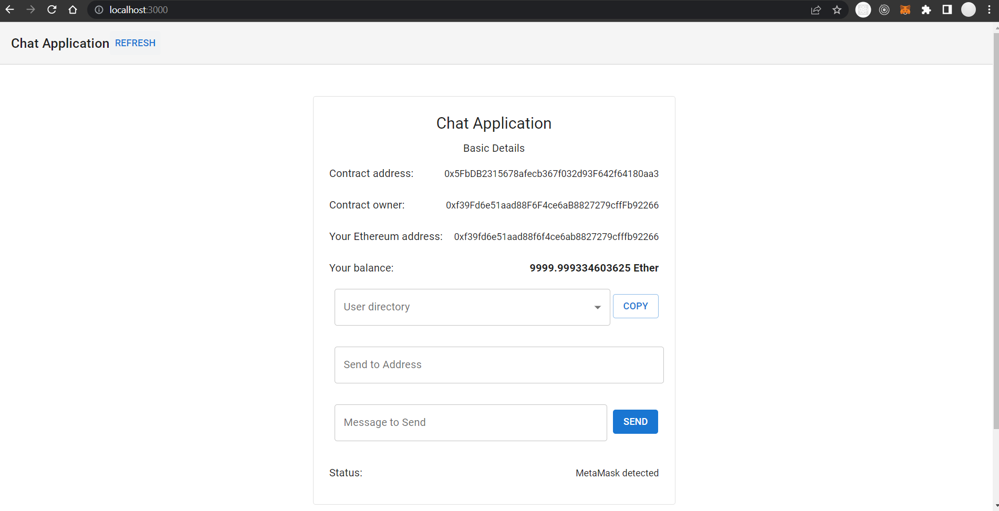 localhost:3000
Chat Application REFRESH
Chat Application
Basic Details
Contract address: 0x5FbDB2315678afecb367f032d93F642f64180aa3
Contract owner: 0xf39Fd6e51aad88F6F4ce6aB8827279cffFb92266
Your Ethereum address: 0xf39fd6e51aad88f6f4ce6ab8827279cfffb92266
Your balance: 9999.999334603625 Ether
User directory COPY
Send to Address
Message to Send SEND
Status: MetaMask detected